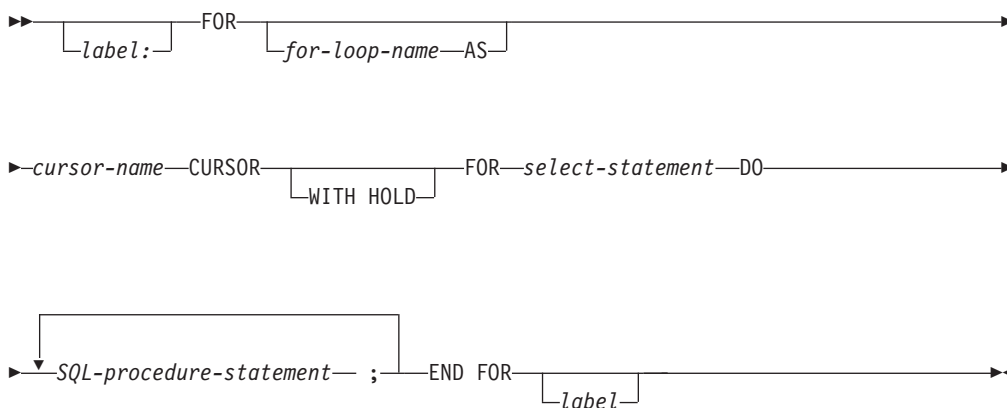 FOR
label: for-loop-name AS
cursor-name CURSOR FOR select-statement DO
WITH HOLD
SQL-procedure-statement ; END FOR
label